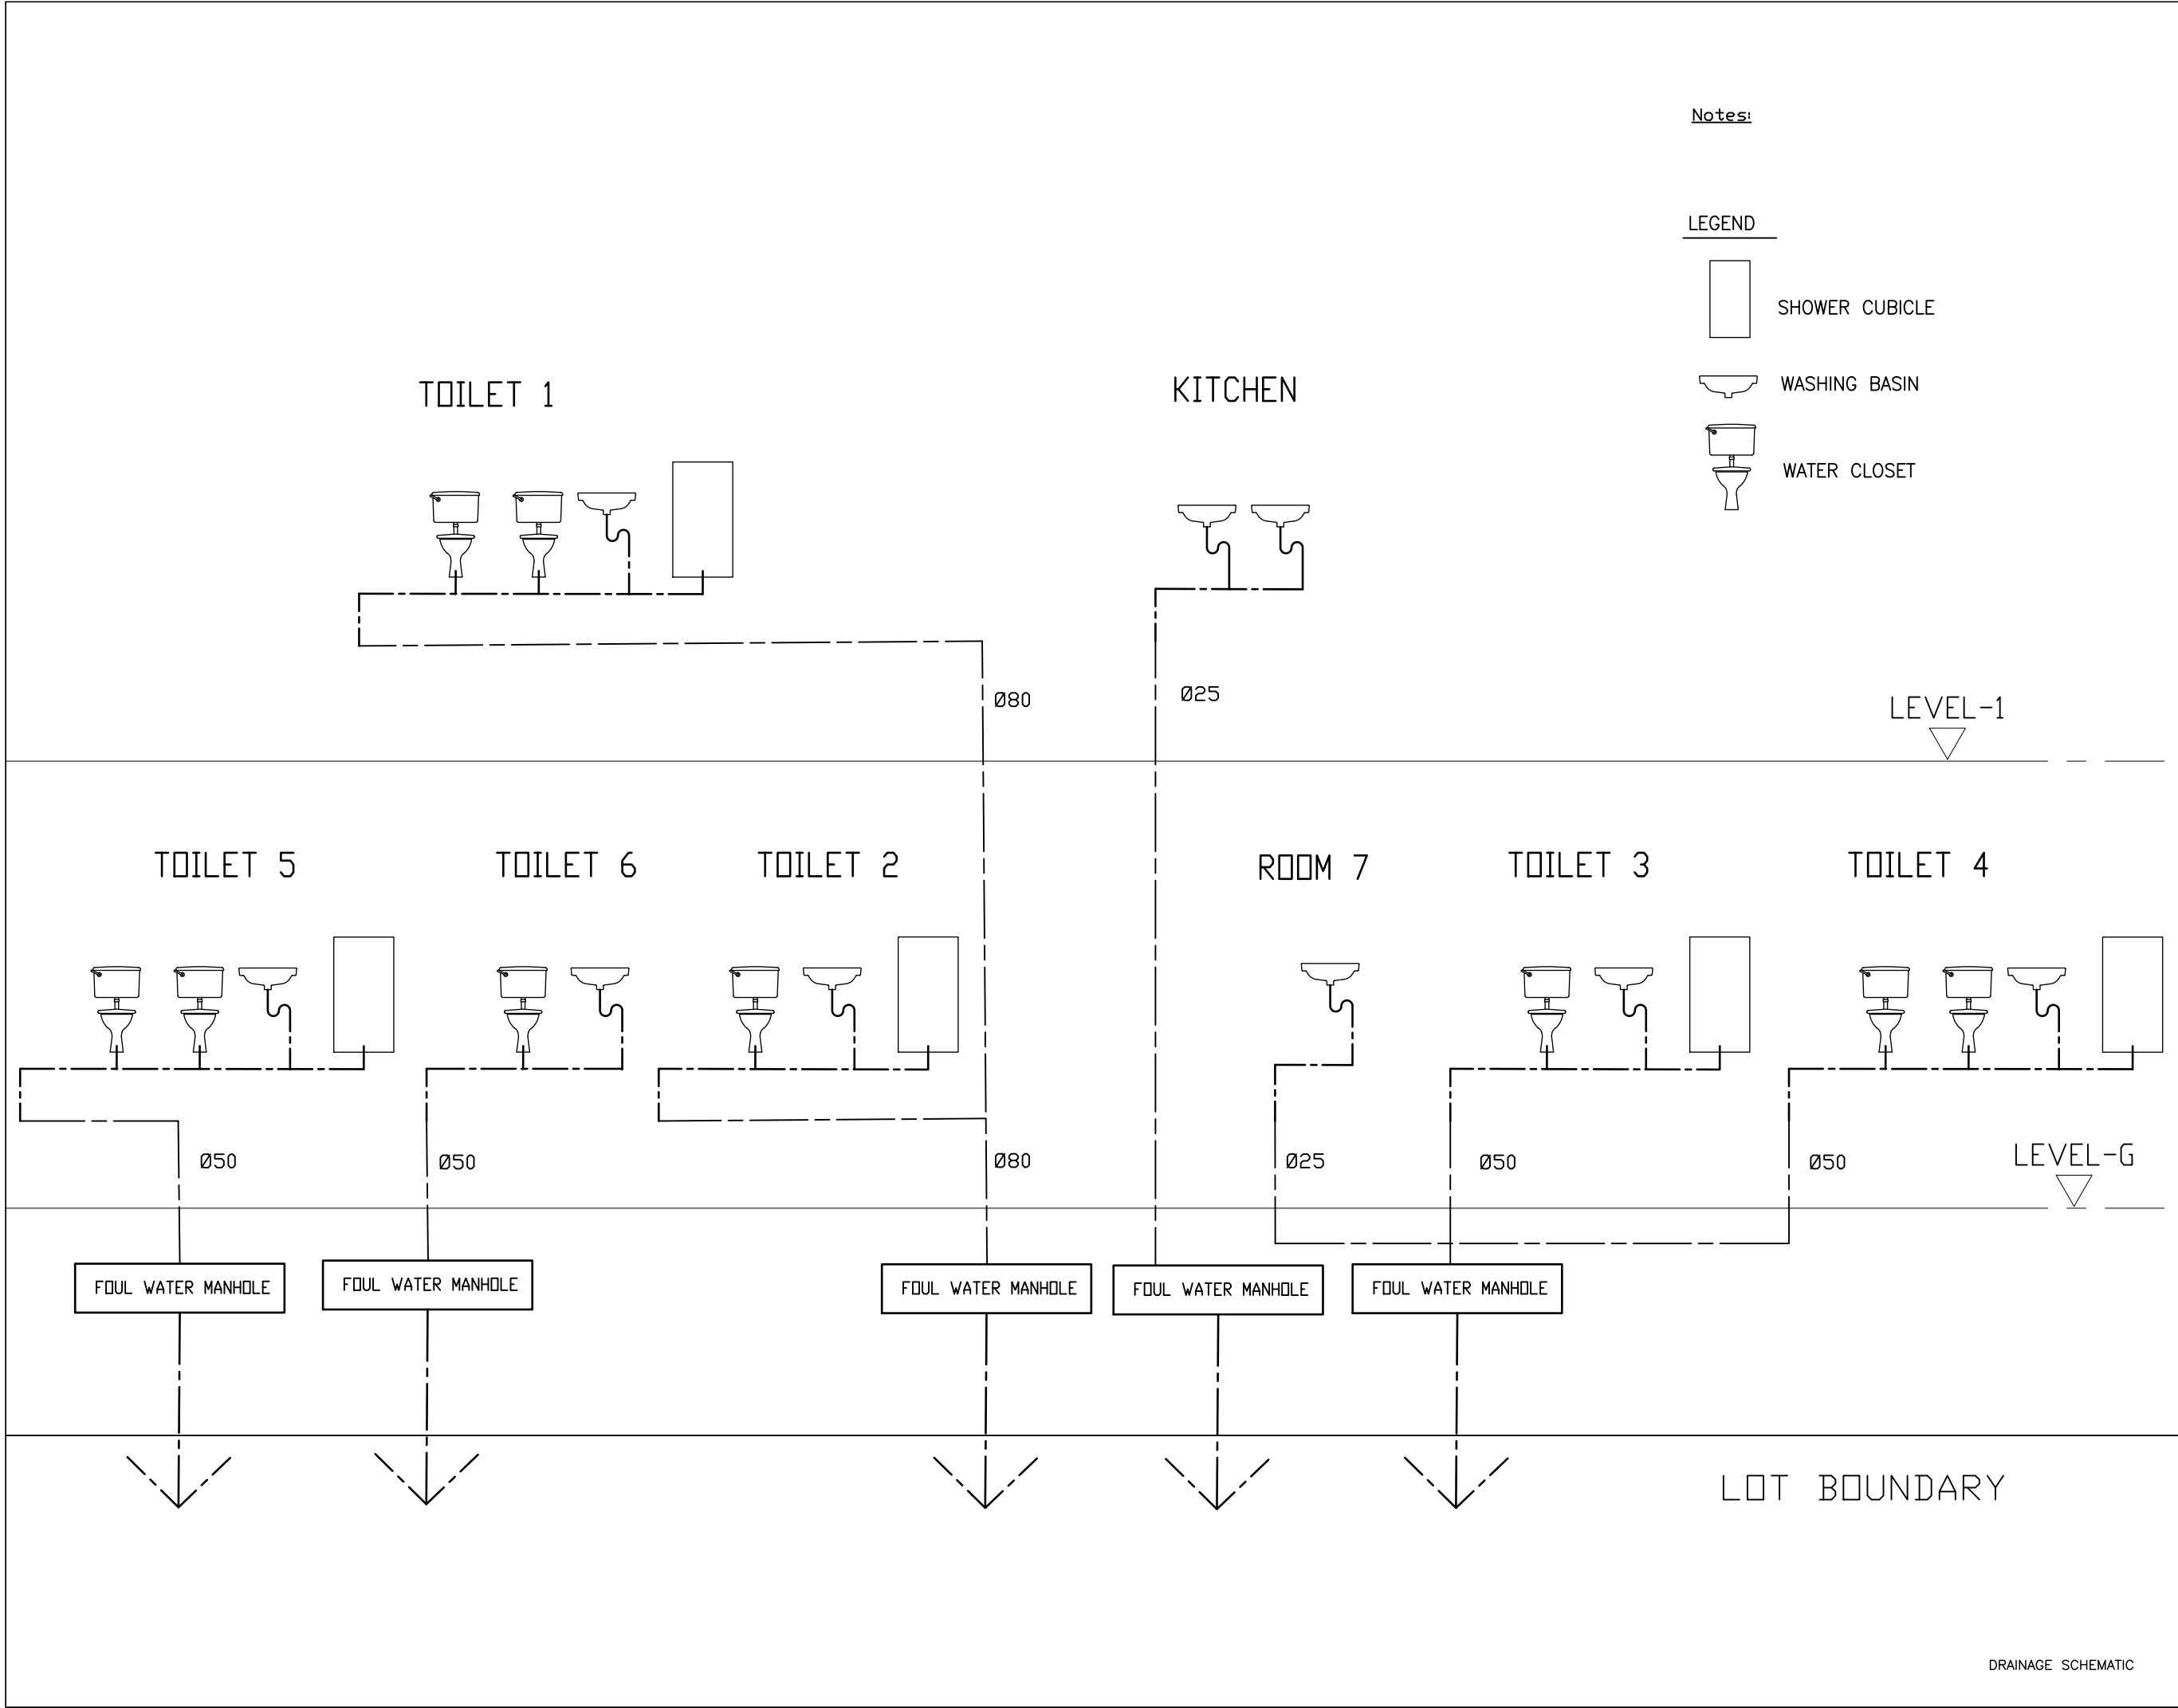 Notes:
LEGEND
SHOWER CUBICLE
WASHING BASIN
WATER CLOSET
TOILET 1
KITCHEN
Ø80
Ø25
LEVEL-1
TOILET 5
TOILET 6
TOILET 2
ROOM 7
TOILET 3
TOILET 4
Ø50
Ø50
Ø80
Ø25
Ø50
Ø50
LEVEL-G
FOUL WATER MANHOLE
FOUL WATER MANHOLE
FOUL WATER MANHOLE
FOUL WATER MANHOLE
FOUL WATER MANHOLE
LOT BOUNDARY
DRAINAGE SCHEMATIC